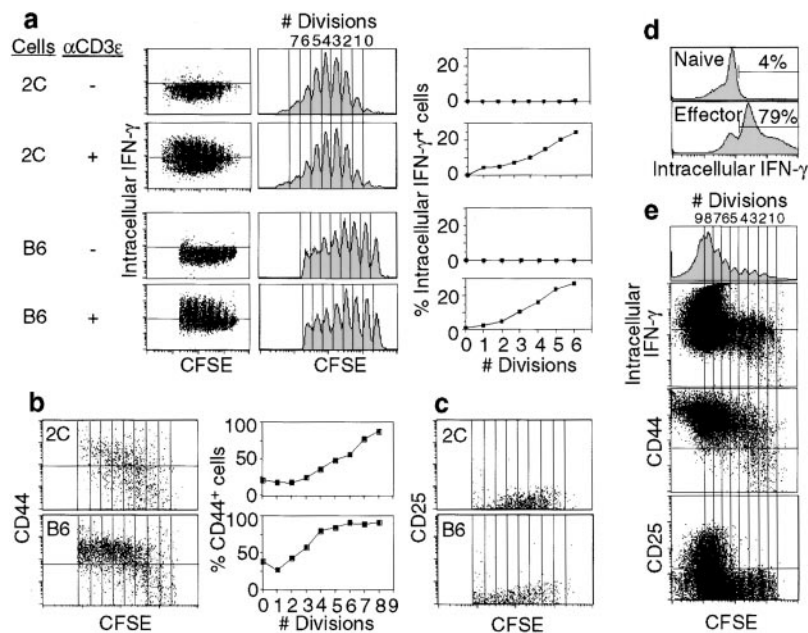 a
# Divisions
76543210
Cells αCD3ε
2C -
2C +
B6 -
B6 +
Intracellular IFN-γ
CFSE
CFSE
% Intracellular IFN-γ+ cells
20
0
20
0
20
0
20
0
0 1 2 3 4 5 6
# Divisions
b
2C
B6
CD44
CFSE
% CD44+ cells
100
50
0
100
50
0
0 1 2 3 4 5 6 7 8 9
# Divisions
c
2C
B6
CD25
CFSE
d
Naive 4%
Effector 79%
Intracellular IFN-γ
e
# Divisions
9876543210
Intracellular
IFN-γ
CD44
CD25
CFSE